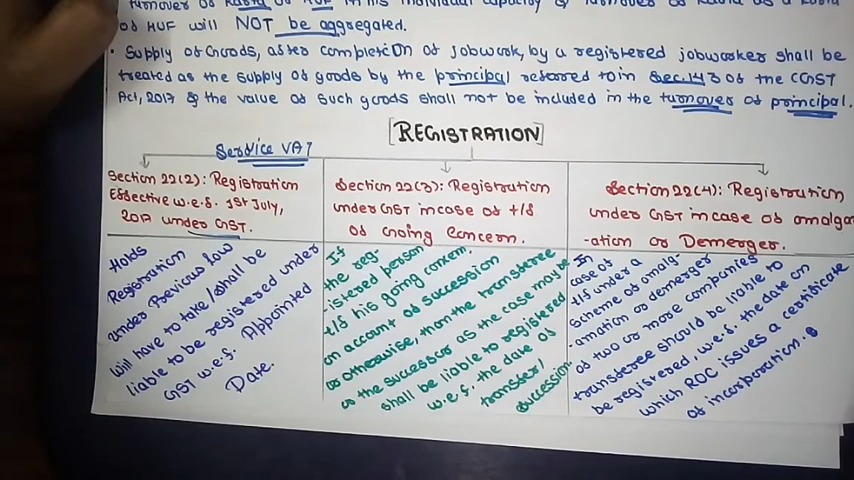 turnover of Karta of HUF in his individual capacity & turnover of Karta as a Karta
of HUF will NOT be aggregated.
• Supply of Goods, after completion of jobwork, by a registered jobworker shall be
treated as the supply of goods by the principal referred to in Sec. 143 of the CGST
Act, 2017 & the value of such goods shall not be included in the turnover of principal.
REGISTRATION
Service VAT
Section 22(2): Registration
Effective w.e.f. 1st July,
2017 under GST.
Holds
Registration
under Previous Law
will have to take/shall be
liable to be registered under
GST w.e.f. Appointed
Date.
Section 22(3): Registration
under GST incase of t/f
of Going Concern.
If
the reg-
-istered person
t/f his going concern
on account of succession
or otherwise, than the transferee
or the successor as the case may be
shall be liable to registered
w.e.f. the date of
transfer/
succession.
Section 22(4): Registration
under GST incase of amalgam
-ation or Demerger.
In
case of
t/f under a
Scheme of amalg-
-amation or demerger
of two or more companies
transferee should be liable to
be registered, w.e.f. the date on
which ROC issues a certificate
of incorporation.